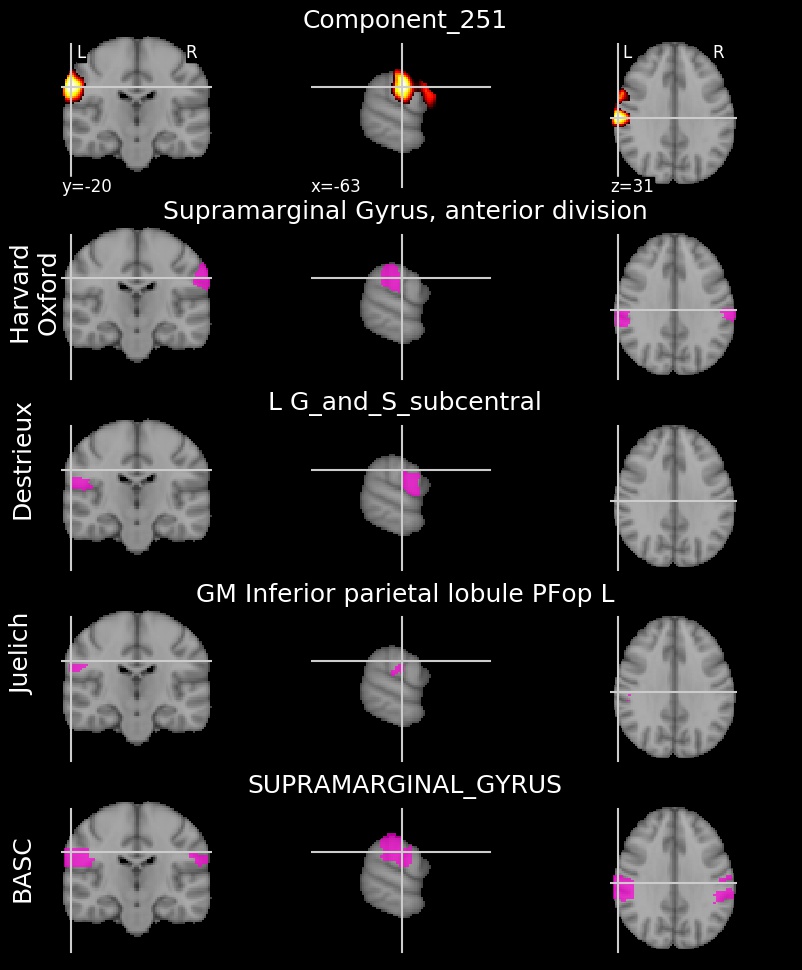 Component_251
L R L R
y=-20 x=-63 z=31
Supramarginal Gyrus, anterior division
Harvard
Oxford
L G_and_S_subcentral
Destrieux
GM Inferior parietal lobule PFop L
Juelich
SUPRAMARGINAL_GYRUS
BASC